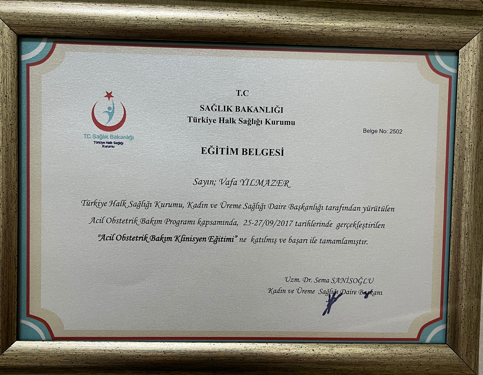 T.C
SAĞLIK BAKANLIĞI
Türkiye Halk Sağlığı Kurumu
T.C. Sağlık Bakanlığı
Türkiye Halk Sağlığı
Kurumu
Belge No: 2502
EĞİTİM BELGESİ
Sayın; Vafa YILMAZER
Türkiye Halk Sağlığı Kurumu, Kadın ve Üreme Sağlığı Daire Başkanlığı tarafından yürütülen
Acil Obstetrik Bakım Programı kapsamında, 25-27/09/2017 tarihlerinde gerçekleştirilen
"Acil Obstetrik Bakım Klinisyen Eğitimi" ne katılmış ve başarı ile tamamlamıştır.
Uzm. Dr. Sema SANİSOĞLU
Kadın ve Üreme Sağlığı Daire Başkanı